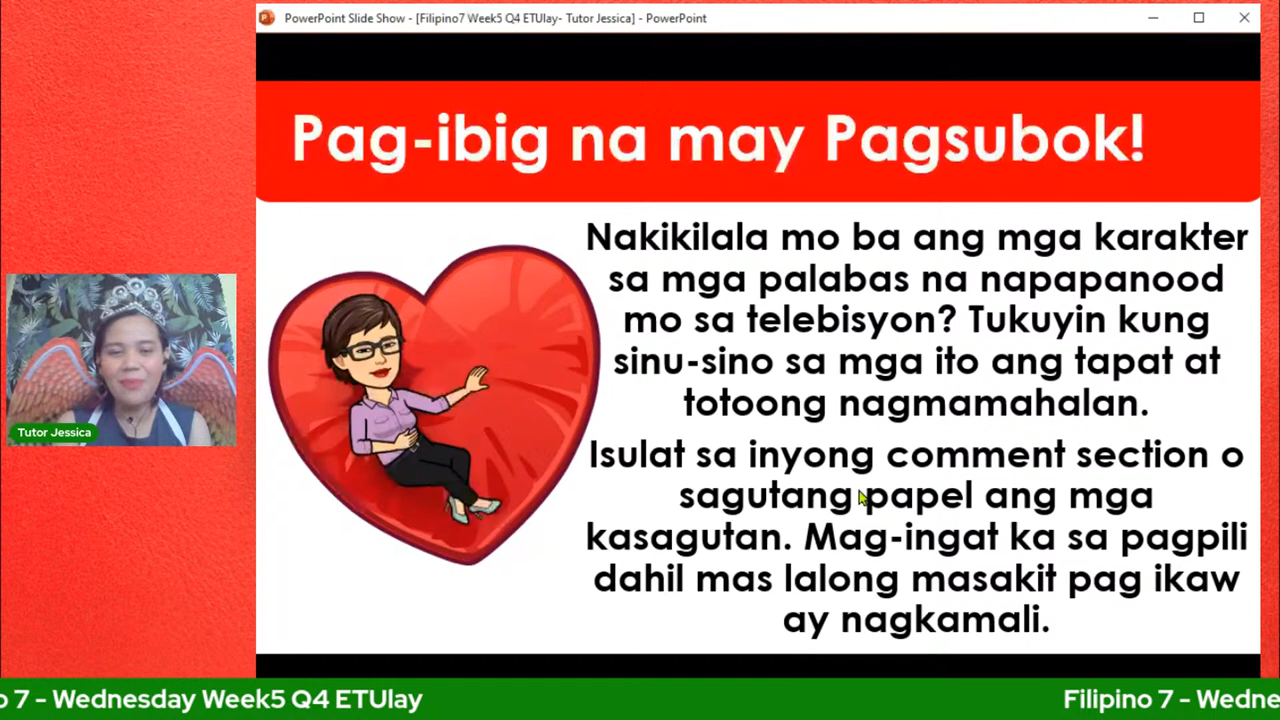 PowerPoint Slide Show - [Filipino7 Week5 Q4 ETUlay- Tutor Jessica] - PowerPoint
Pag-ibig na may Pagsubok!
Nakikilala mo ba ang mga karakter
sa mga palabas na napapanood
mo sa telebisyon? Tukuyin kung
sinu-sino sa mga ito ang tapat at
totoong nagmamahalan.
Isulat sa inyong comment section o
sagutang papel ang mga
kasagutan. Mag-ingat ka sa pagpili
dahil mas lalong masakit pag ikaw
ay nagkamali.
Tutor Jessica
o 7 - Wednesday Week5 Q4 ETUlay
Filipino 7 - Wedne